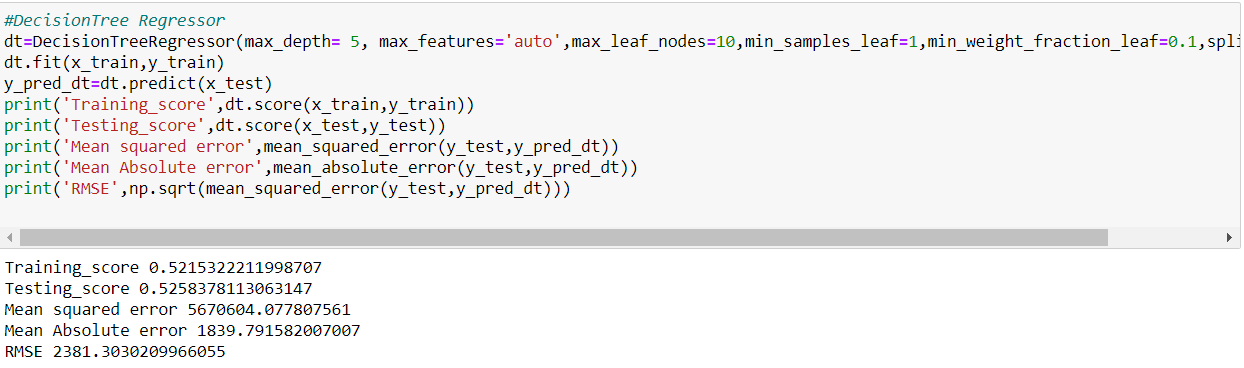 #DecisionTree Regressor
dt=DecisionTreeRegressor(max_depth= 5, max_features='auto',max_leaf_nodes=10,min_samples_leaf=1,min_weight_fraction_leaf=0.1,spli
dt.fit(x_train,y_train)
y_pred_dt=dt.predict(x_test)
print('Training_score',dt.score(x_train,y_train))
print('Testing_score',dt.score(x_test,y_test))
print('Mean squared error',mean_squared_error(y_test,y_pred_dt))
print('Mean Absolute error',mean_absolute_error(y_test,y_pred_dt))
print('RMSE',np.sqrt(mean_squared_error(y_test,y_pred_dt)))
Training_score 0.5215322211998707
Testing_score 0.5258378113063147
Mean squared error 5670604.077807561
Mean Absolute error 1839.791582007007
RMSE 2381.3030209966055